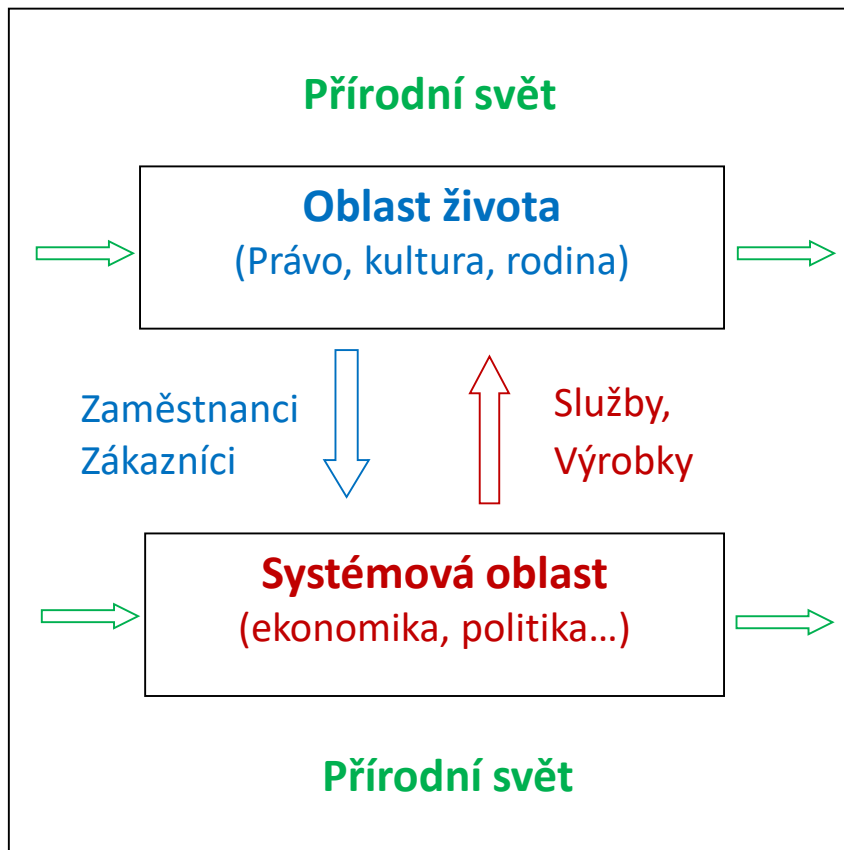 Přírodní svět
Oblast života
(Právo, kultura, rodina)
Zaměstnanci
Zákazníci
Služby,
Výrobky
Systémová oblast
(ekonomika, politika…)
Přírodní svět